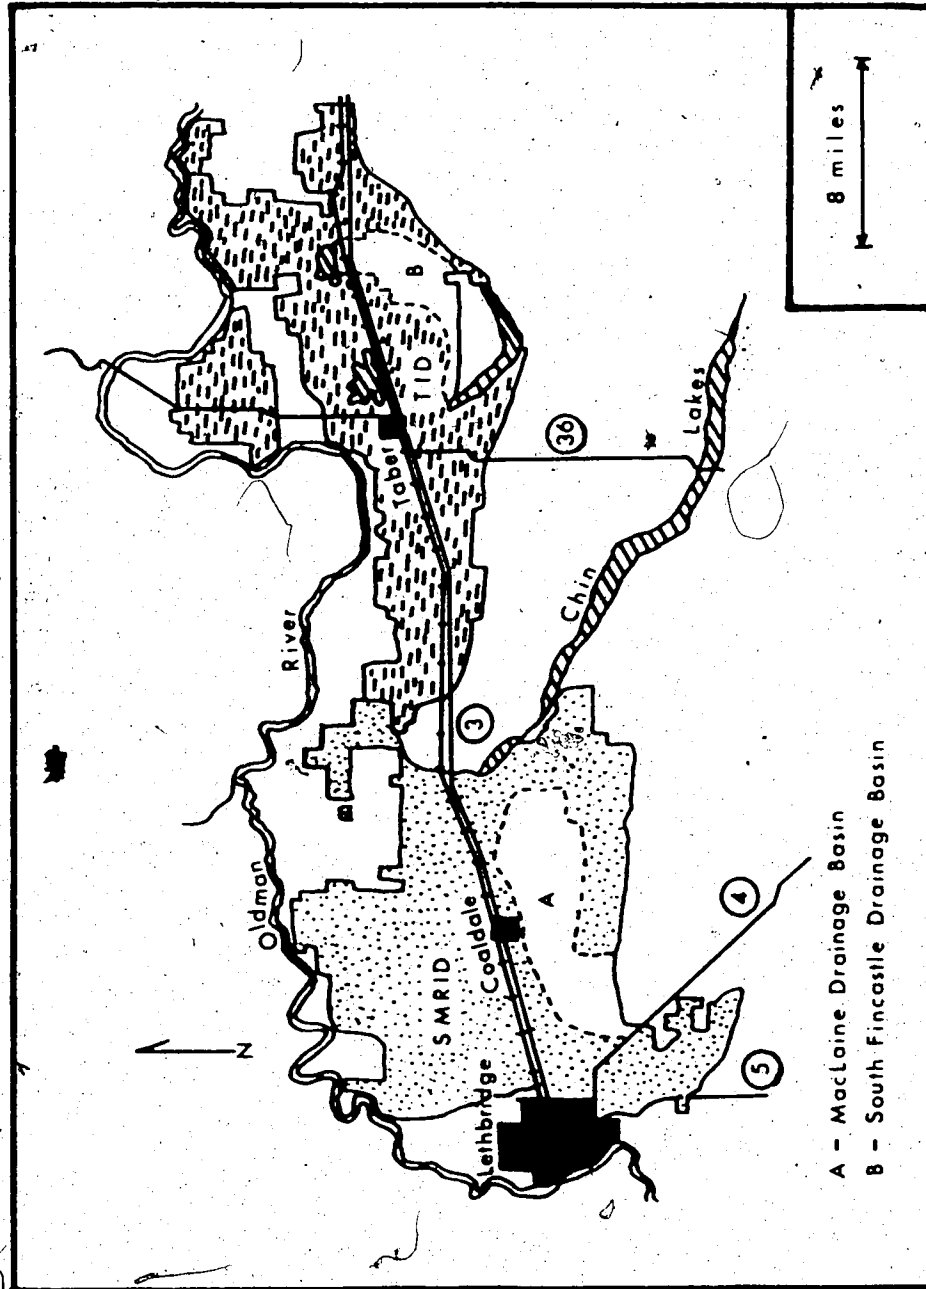 N
Oldman
River
Lethbridge
SMRID
Coaldale
A
3
Taber
TID
B
36
Chin
Lakes
4
5
8 miles
A - MacLaine Drainage Basin
B - South Fincastle Drainage Basin